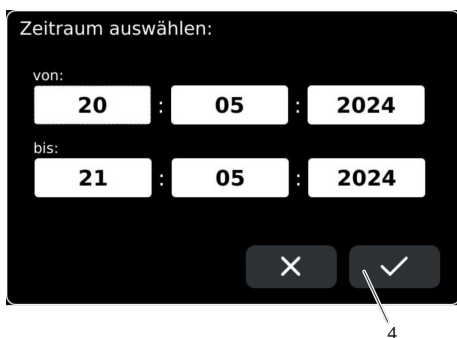 Zeitraum auswählen:
von:
20 : 05 : 2024
bis:
21 : 05 : 2024
4